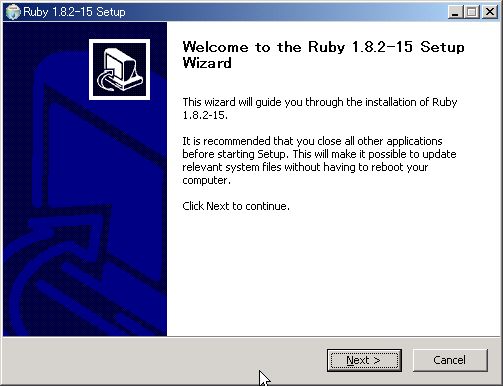 Ruby 1.8.2-15 Setup
Welcome to the Ruby 1.8.2-15 Setup
Wizard
This wizard will guide you through the installation of Ruby
1.8.2-15.
It is recommended that you close all other applications
before starting Setup. This will make it possible to update
relevant system files without having to reboot your
computer.
Click Next to continue.
Next >
Cancel